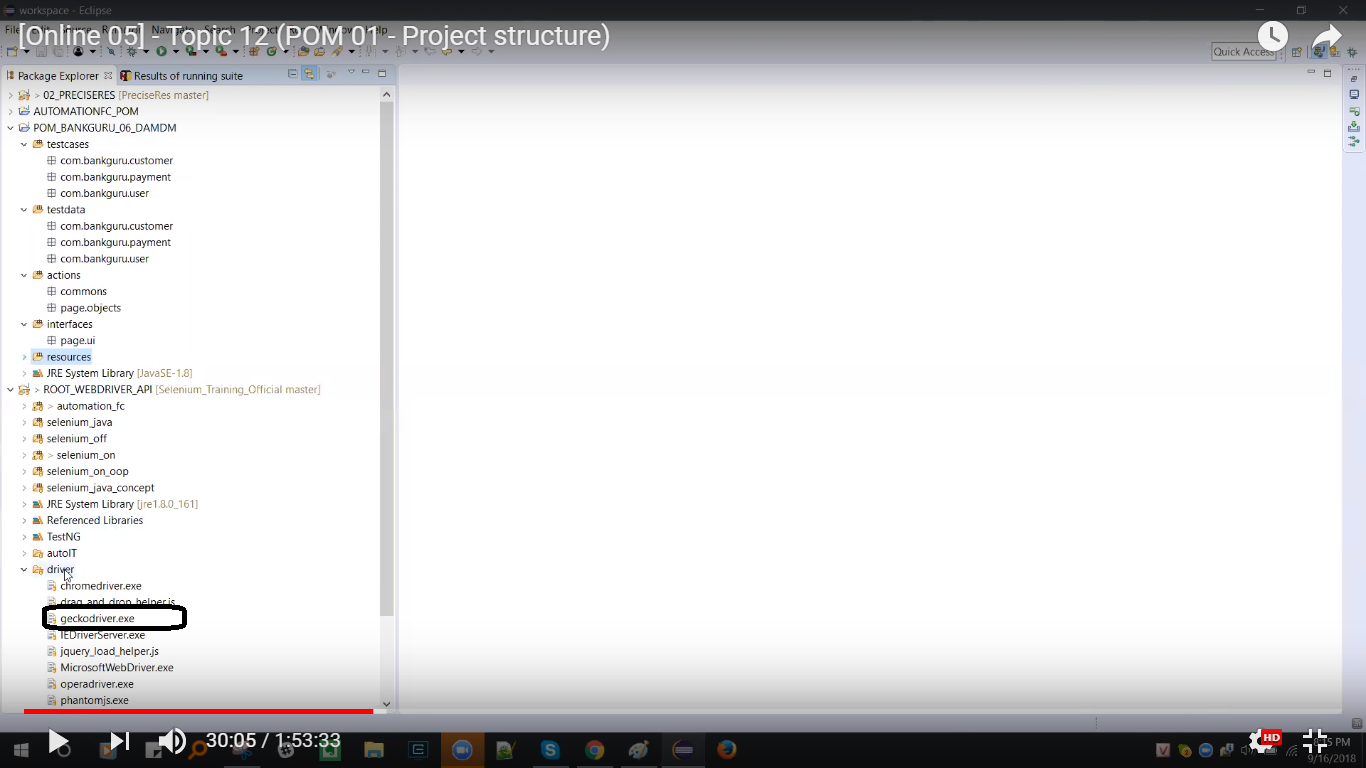 workspace - Eclipse
[Online 05] - Topic 12 (POM 01 - Project structure)
Quick Access
Package Explorer
Results of running suite
> 02_PRECISERES [PreciseRes master]
AUTOMATIONFC_POM
POM_BANKGURU_06_DAMDM
testcases
com.bankguru.customer
com.bankguru.payment
com.bankguru.user
testdata
com.bankguru.customer
com.bankguru.payment
com.bankguru.user
actions
commons
page.objects
interfaces
page.ui
resources
JRE System Library [JavaSE-1.8]
> ROOT_WEBDRIVER_API [Selenium_Training_Official master]
> automation_fc
selenium_java
selenium_off
> selenium_on
selenium_on_oop
selenium_java_concept
JRE System Library [jre1.8.0_161]
Referenced Libraries
TestNG
autoIT
driver
chromedriver.exe
drag_and_drop_helper.js
geckodriver.exe
IEDriverServer.exe
jquery_load_helper.js
MicrosoftWebDriver.exe
operadriver.exe
phantomjs.exe
30:05 / 1:53:33
HD
8:15 PM
9/16/2018